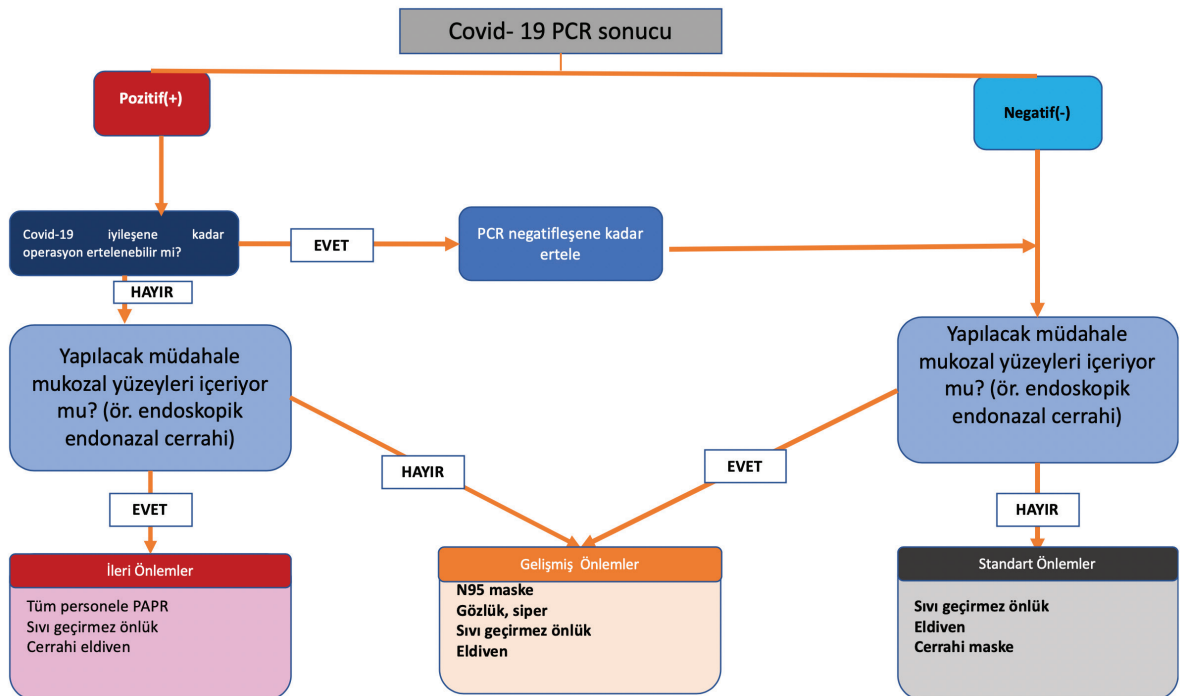 Covid- 19 PCR sonucu
Pozitif(+)
Negatif(-)
Covid-19 iyileşene kadar
operasyon ertelenebilir mi?
EVET
PCR negatifleşene kadar
ertele
HAYIR
Yapılacak müdahale
mukozal yüzeyleri içeriyor
mu? (ör. endoskopik
endonazal cerrahi)
Yapılacak müdahale
mukozal yüzeyleri içeriyor
mu? (ör. endoskopik
endonazal cerrahi)
HAYIR
EVET
EVET
HAYIR
İleri Önlemler
Tüm personele PAPR
Sıvı geçirmez önlük
Cerrahi eldiven
Gelişmiş Önlemler
N95 maske
Gözlük, siper
Sıvı geçirmez önlük
Eldiven
Standart Önlemler
Sıvı geçirmez önlük
Eldiven
Cerrahi maske